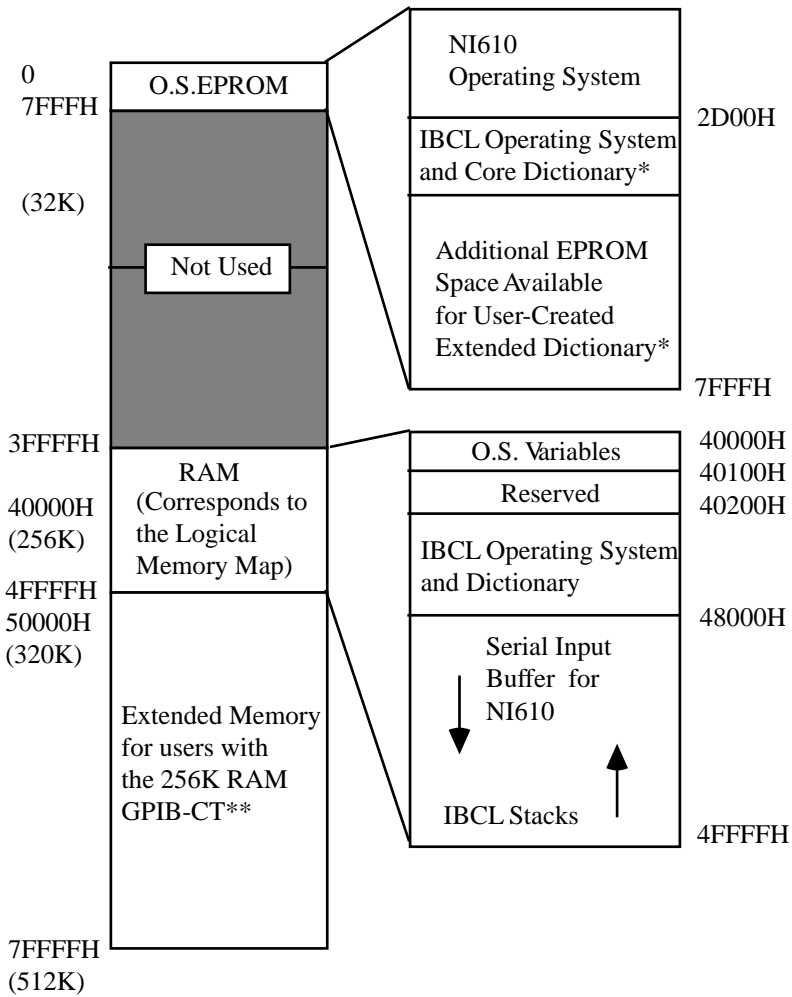 0
7FFFH
(32K)
3FFFFH
40000H
(256K)
4FFFFH
50000H
(320K)
7FFFFH
(512K)
O.S.EPROM
Not Used
RAM
(Corresponds to
the Logical
Memory Map)
Extended Memory
for users with
the 256K RAM
GPIB-CT**
NI610
Operating System
2D00H
IBCL Operating System
and Core Dictionary*
Additional EPROM
Space Available
for User-Created
Extended Dictionary*
7FFFH
O.S. Variables
40000H
40100H
Reserved
40200H
IBCL Operating System
and Dictionary
48000H
Serial Input
Buffer for
NI610
IBCL Stacks
4FFFFH